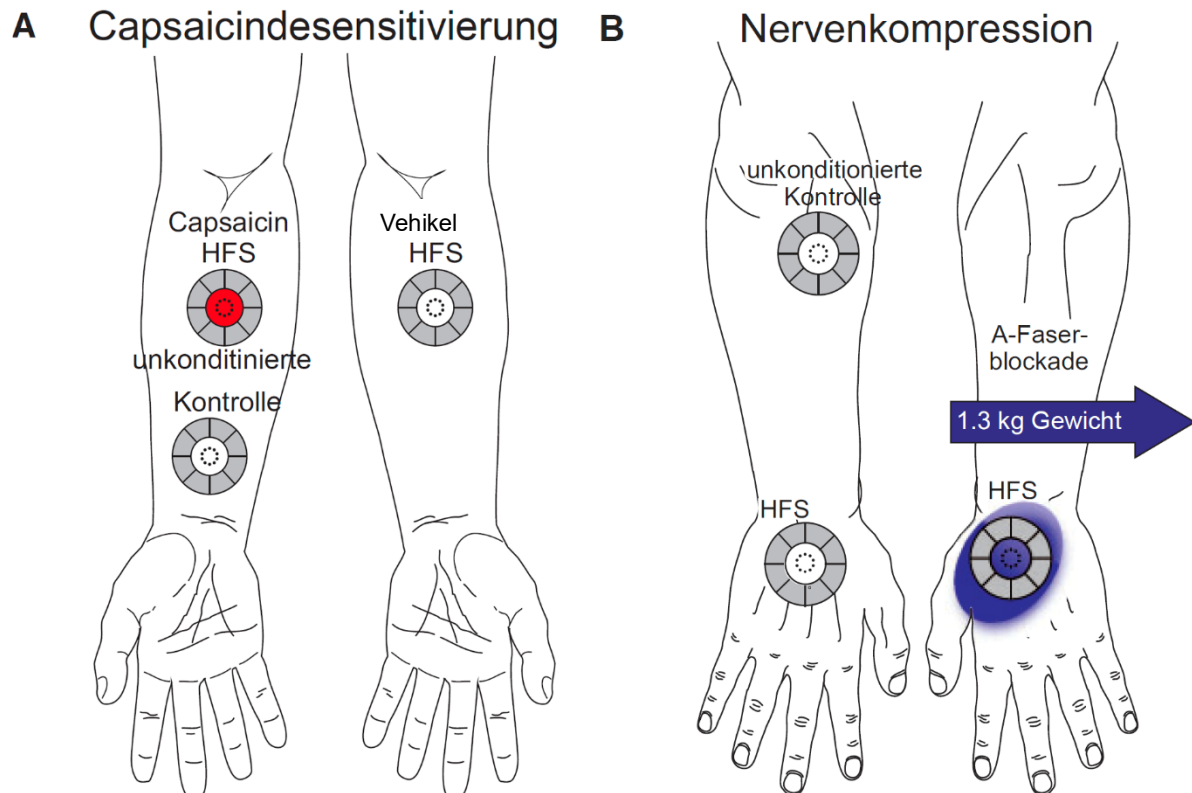 A Capsaicindesensitivierung
Capsaicin
HFS
Vehikel
HFS
unkonditinierte
Kontrolle
B Nervenkompression
unkonditionierte
Kontrolle
A-Faser-
blockade
1.3 kg Gewicht
HFS
HFS